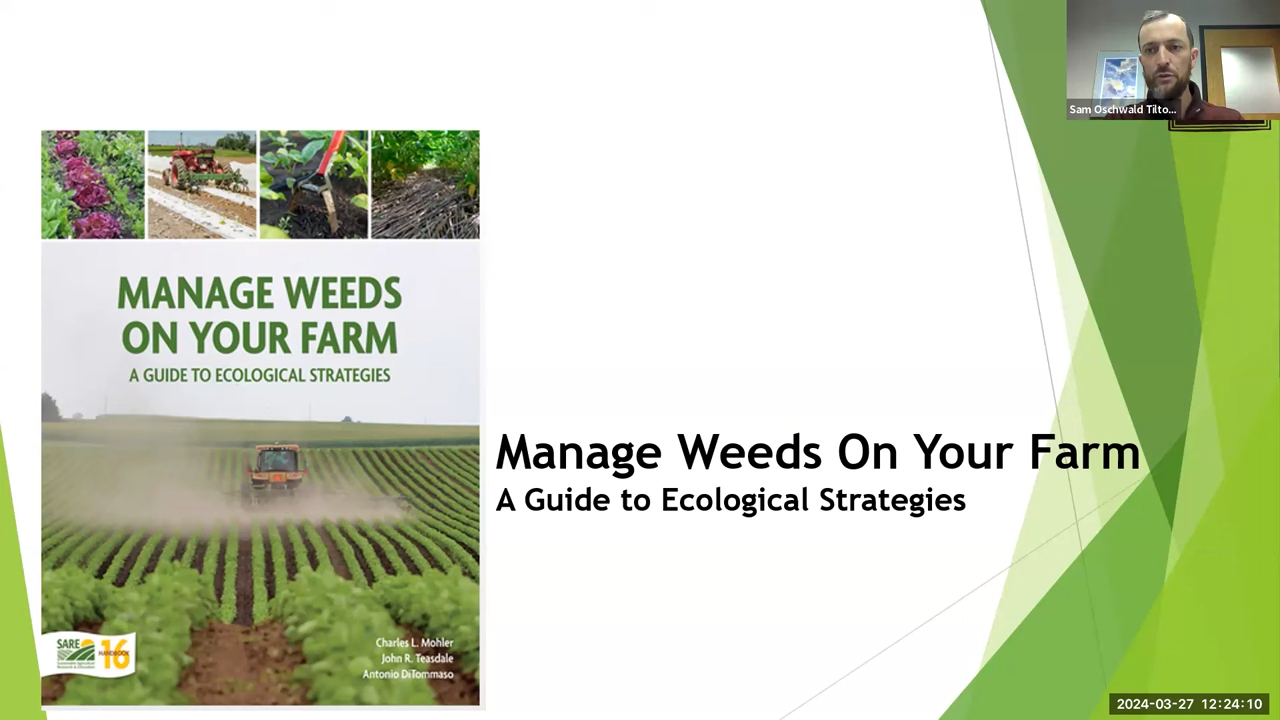 Sam Oschwald Tilto...
MANAGE WEEDS
ON YOUR FARM
A GUIDE TO ECOLOGICAL STRATEGIES
Manage Weeds On Your Farm
A Guide to Ecological Strategies
SARE
HANDBOOK
16
Charles L. Mohler
John R. Teasdale
Antonio DiTommaso
2024-03-27 12:24:10